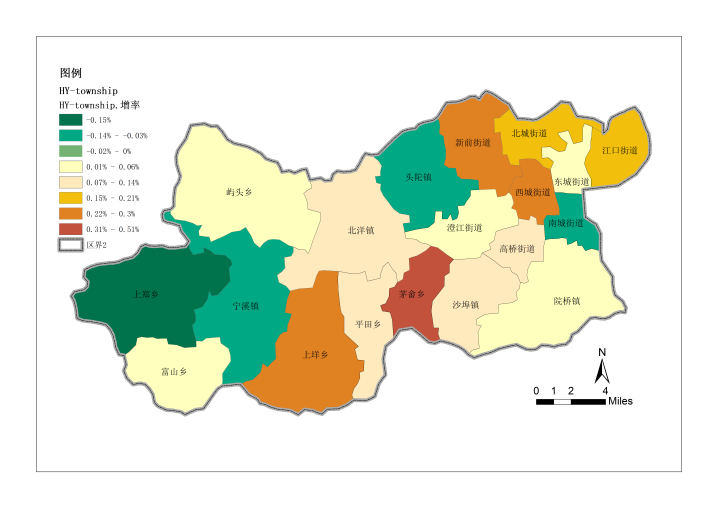 图例
HY-township
HY-township.增率
-0.15%
-0.14% - -0.03%
-0.02% - 0%
0.01% - 0.06%
0.07% - 0.14%
0.15% - 0.21%
0.22% - 0.3%
0.31% - 0.51%
区界2
北城街道
新前街道
江口街道
头陀镇
东城街道
屿头乡
西城街道
南城街道
澄江街道
北洋镇
高桥街道
上郑乡
茅畲乡
院桥镇
宁溪镇
沙埠镇
平田乡
上垟乡
富山乡
N
0 1 2 4
Miles